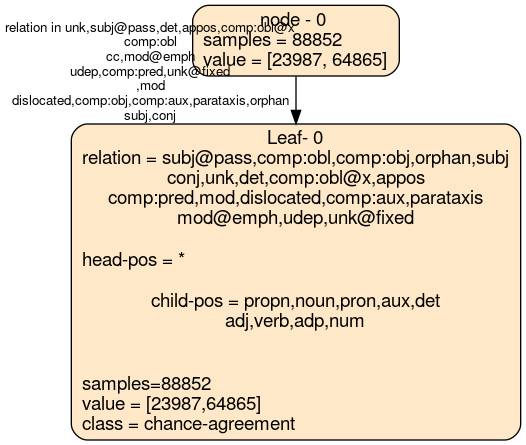 node - 0
samples = 88852
value = [23987, 64865]
relation in unk,subj@pass,det,appos,comp:obl@x
comp:obl
cc,mod@emph
udep,comp:pred,unk@fixed
,mod
dislocated,comp:obj,comp:aux,parataxis,orphan
subj,conj
Leaf- 0
relation = subj@pass,comp:obl,comp:obj,orphan,subj
conj,unk,det,comp:obl@x,appos
comp:pred,mod,dislocated,comp:aux,parataxis
mod@emph,udep,unk@fixed
head-pos = *
child-pos = propn,noun,pron,aux,det
adj,verb,adp,num
samples=88852
value = [23987,64865]
class = chance-agreement